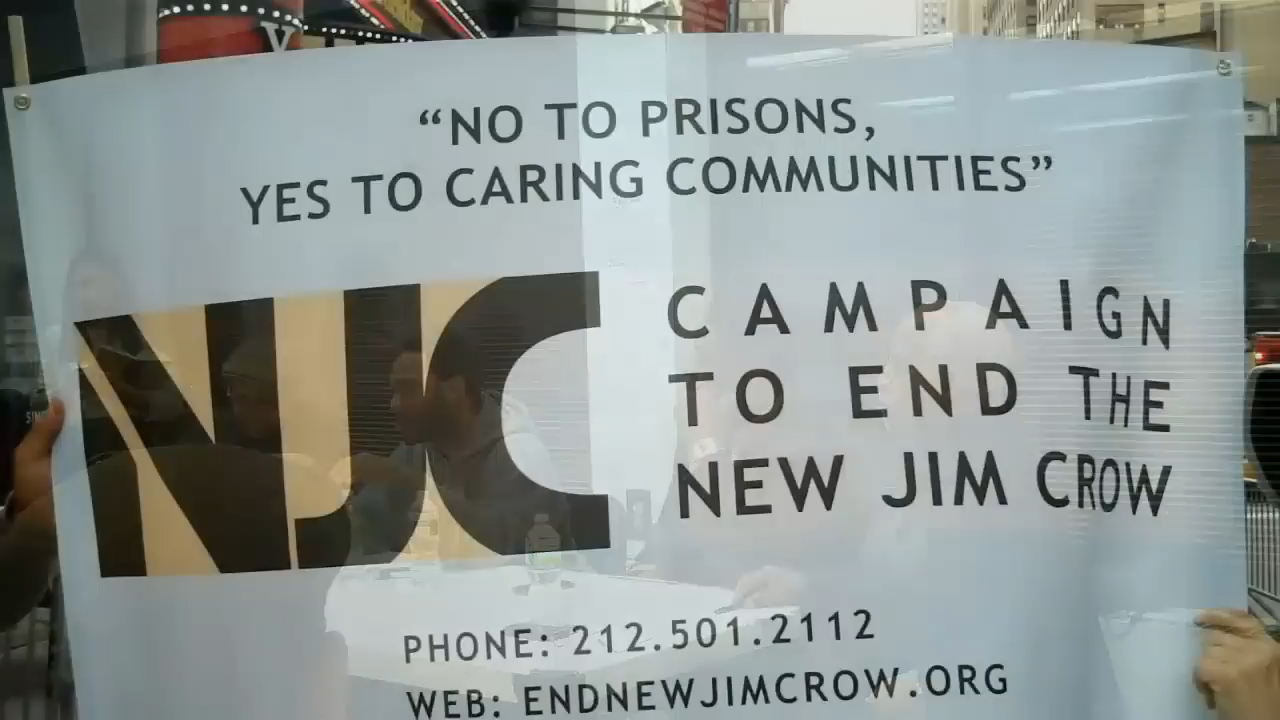 V
“NO TO PRISONS,
YES TO CARING COMMUNITIES”
NJC
CAMPAIGN
TO END THE
NEW JIM CROW
PHONE: 212.501.2112
WEB: ENDNEWJIMCROW.ORG